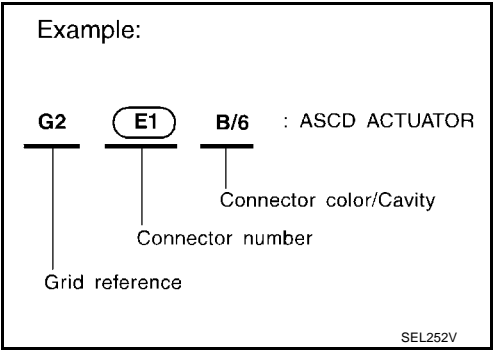 Example:
G2 E1 B/6 : ASCD ACTUATOR
Connector color/Cavity
Connector number
Grid reference
SEL252V